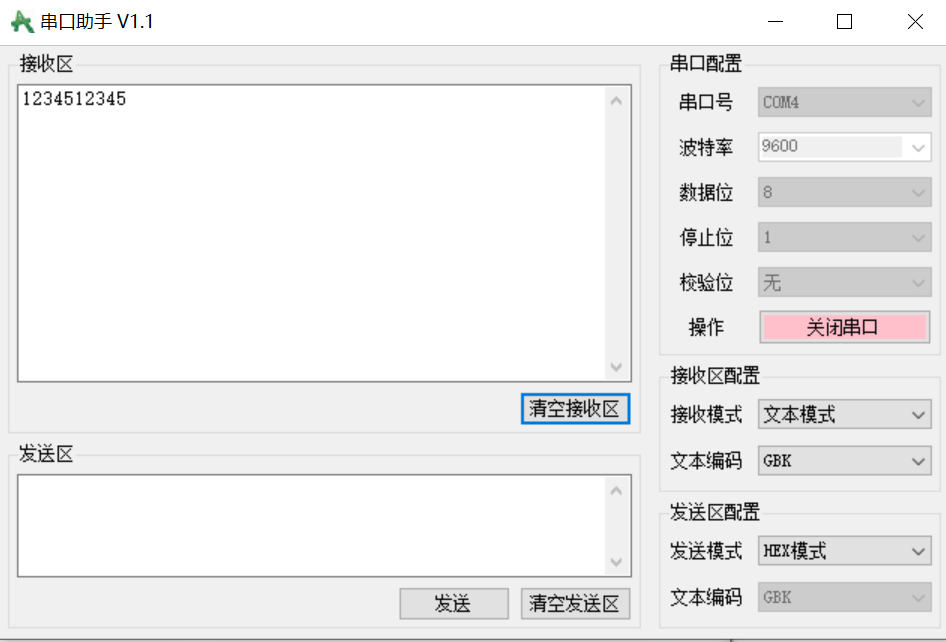 串口助手 V1.1
接收区
1234512345
清空接收区
发送区
发送
清空发送区
串口配置
串口号 COM4
波特率 9600
数据位 8
停止位 1
校验位 无
操作 关闭串口
接收区配置
接收模式 文本模式
文本编码 GBK
发送区配置
发送模式 HEX模式
文本编码 GBK